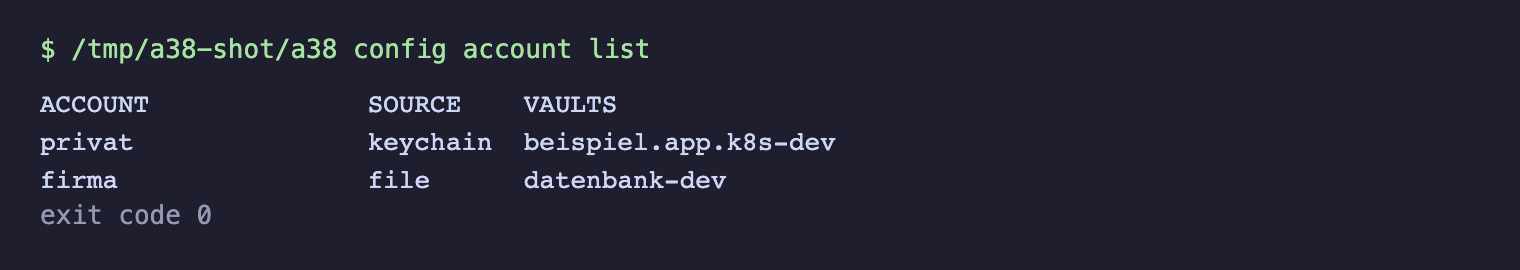 $ /tmp/a38-shot/a38 config account list
ACCOUNT SOURCE VAULTS
privat keychain beispiel.app.k8s-dev
firma file datenbank-dev
exit code 0